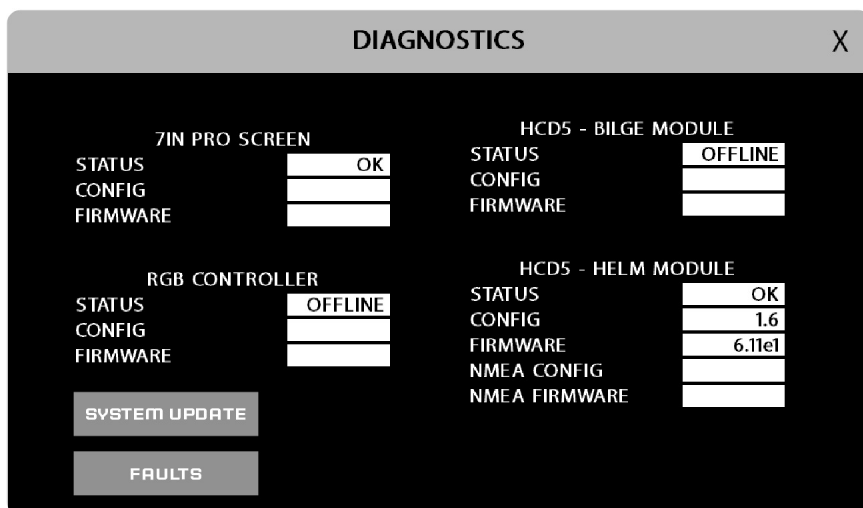 DIAGNOSTICS X
7IN PRO SCREEN
STATUS OK
CONFIG
FIRMWARE
RGB CONTROLLER
STATUS OFFLINE
CONFIG
FIRMWARE
SYSTEM UPDATE
FAULTS
HCD5 - BILGE MODULE
STATUS OFFLINE
CONFIG
FIRMWARE
HCD5 - HELM MODULE
STATUS OK
CONFIG 1.6
FIRMWARE 6.11e1
NMEA CONFIG
NMEA FIRMWARE